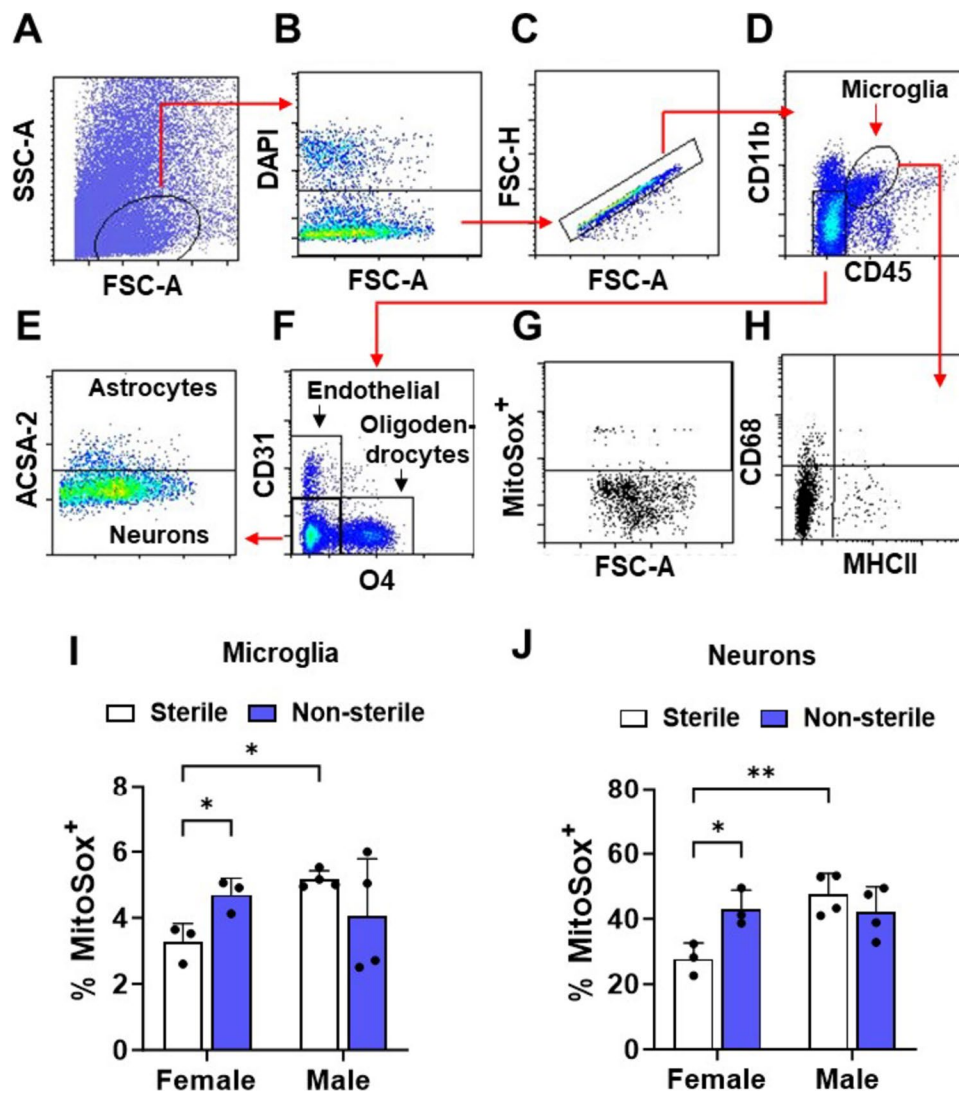 A
B
C
D
SSC-A
FSC-A
DAPI
FSC-A
FSC-H
FSC-A
Microglia
CD11b
CD45
E
F
G
H
ACSA-2
Astrocytes
Neurons
CD31
Endothelial
Oligoden-
drocytes
O4
MitoSox+
FSC-A
CD68
MHCII
I
Microglia
Sterile
Non-sterile
% MitoSox+
8
6
4
2
0
*
*
Female
Male
J
Neurons
Sterile
Non-sterile
% MitoSox+
80
60
40
20
0
**
*
Female
Male